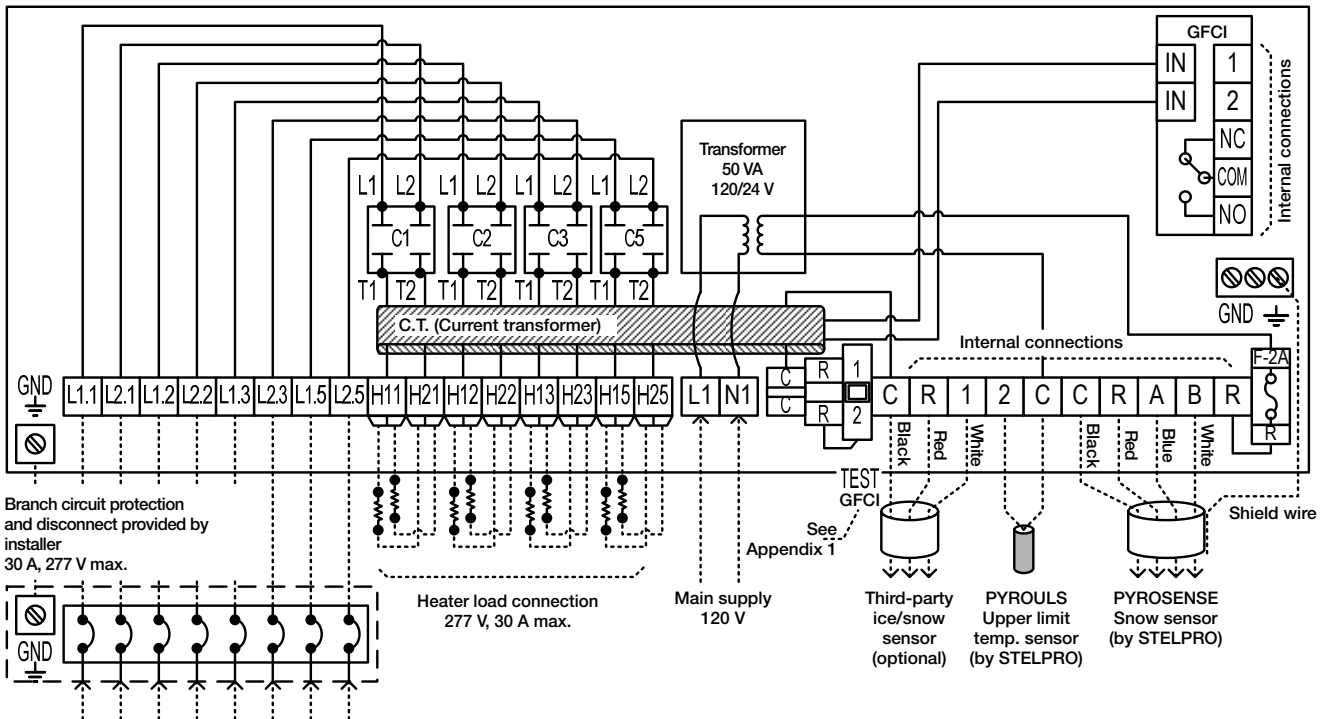 GFCI
IN 1
IN 2
NC
COM
NO
Internal connections
Transformer
50 VA
120/24 V
L1 L2 L1 L2 L1 L2 L1 L2
C1 C2 C3 C5
T1 T2 T1 T2 T1 T2 T1 T2
C.T. (Current transformer)
GND
Internal connections
F-2A
R
GND
L1.1 L2.1 L1.2 L2.2 L1.3 L2.3 L1.5 L2.5 H11 H21 H12 H22 H13 H23 H15 H25 L1 N1
C R 1
C R 2
C R 1 2 C C R A B R
Black Red White Black Red Blue White
TEST
GFCI
See
Appendix 1
Shield wire
Branch circuit protection
and disconnect provided by
installer
30 A, 277 V max.
GND
Heater load connection
277 V, 30 A max.
Main supply
120 V
Third-party
ice/snow
sensor
(optional)
PYROULS
Upper limit
temp. sensor
(by STELPRO)
PYROSENSE
Snow sensor
(by STELPRO)